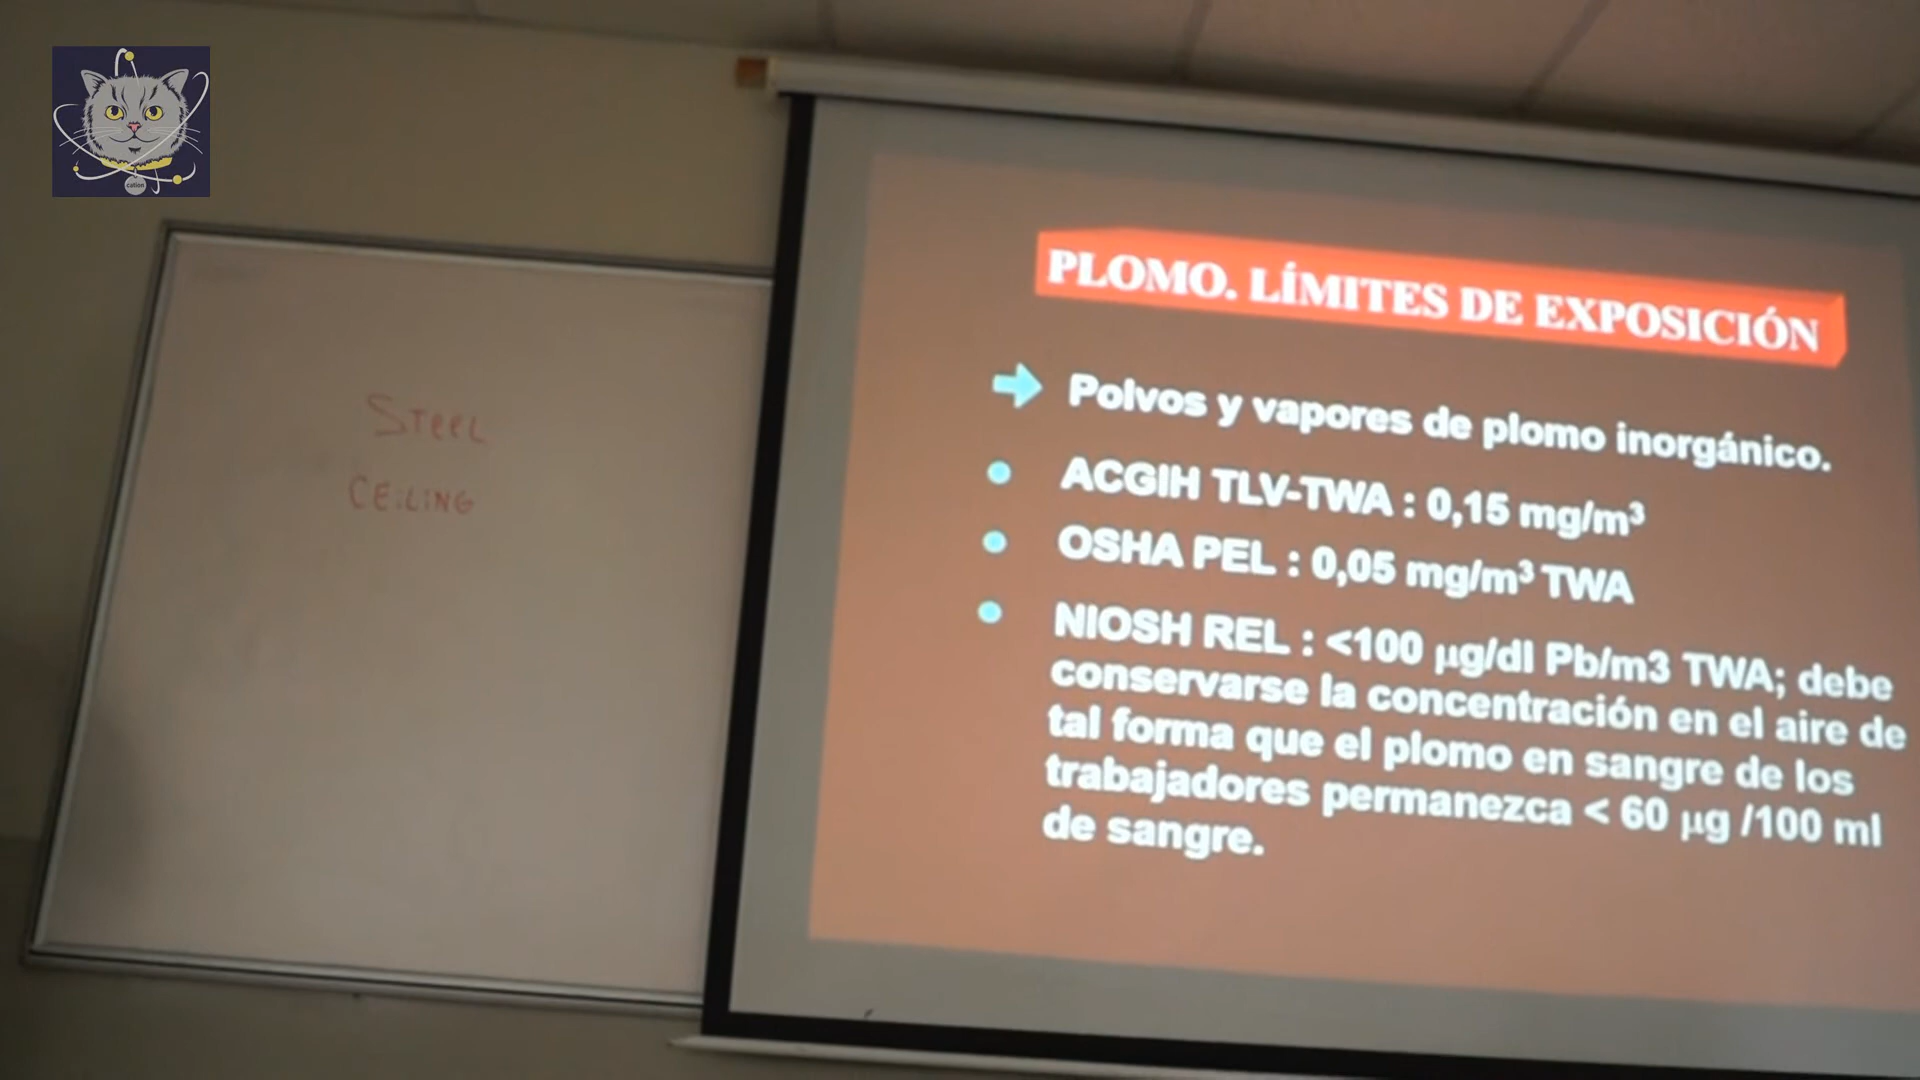 cation
STEEL
CEILING
PLOMO. LÍMITES DE EXPOSICIÓN
Polvos y vapores de plomo inorgánico.
ACGIH TLV-TWA : 0,15 mg/m³
OSHA PEL : 0,05 mg/m³ TWA
NIOSH REL : <100 µg/dl Pb/m3 TWA; debe
conservarse la concentración en el aire de
tal forma que el plomo en sangre de los
trabajadores permanezca < 60 µg /100 ml
de sangre.